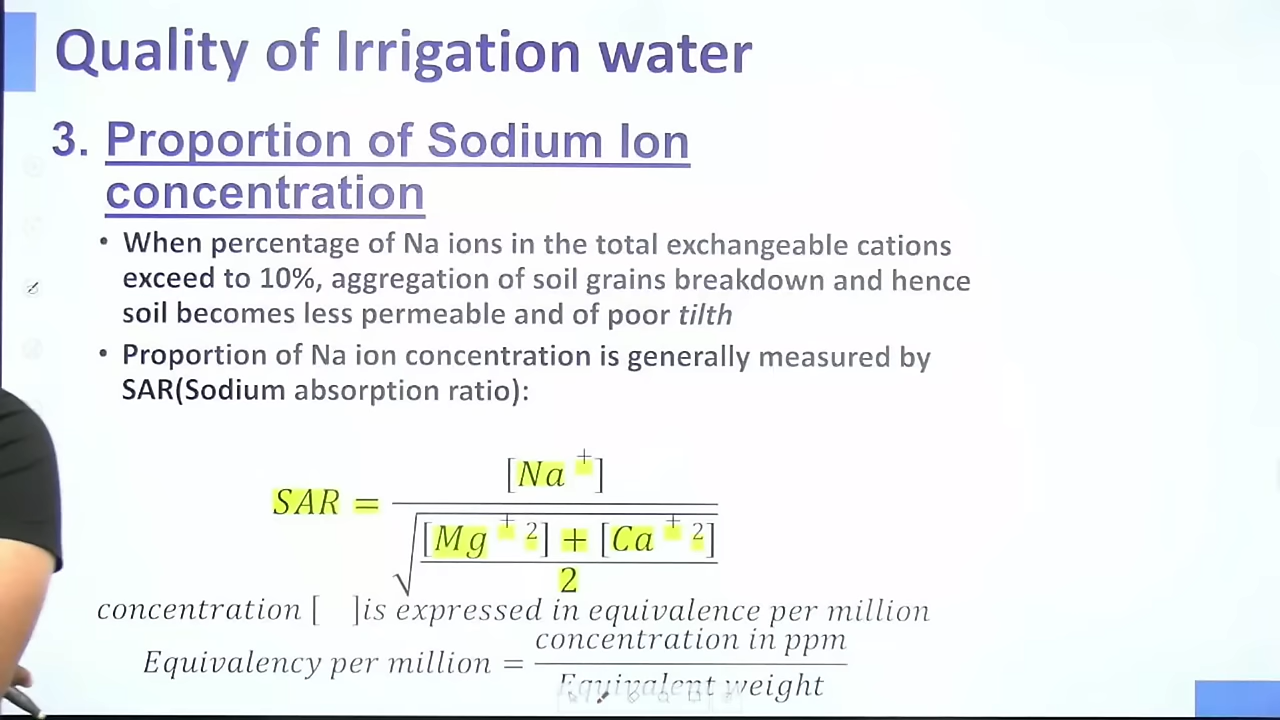 Quality of Irrigation water
3. Proportion of Sodium Ion
concentration
• When percentage of Na ions in the total exchangeable cations
exceed to 10%, aggregation of soil grains breakdown and hence
soil becomes less permeable and of poor tilth
• Proportion of Na ion concentration is generally measured by
SAR(Sodium absorption ratio):
SAR = [Na⁺] / √(([Mg⁺²] + [Ca⁺²]) / 2)
concentration [ ]is expressed in equivalence per million
Equivalency per million = concentration in ppm / Equivalent weight